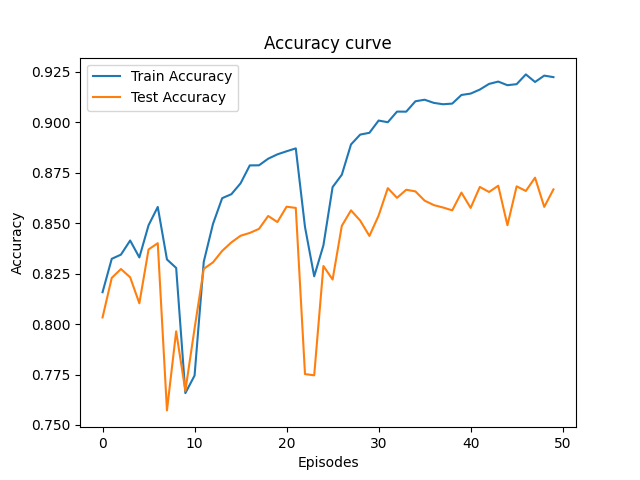 Accuracy curve
Train Accuracy
Test Accuracy
Accuracy
0.925
0.900
0.875
0.850
0.825
0.800
0.775
0.750
0 10 20 30 40 50
Episodes